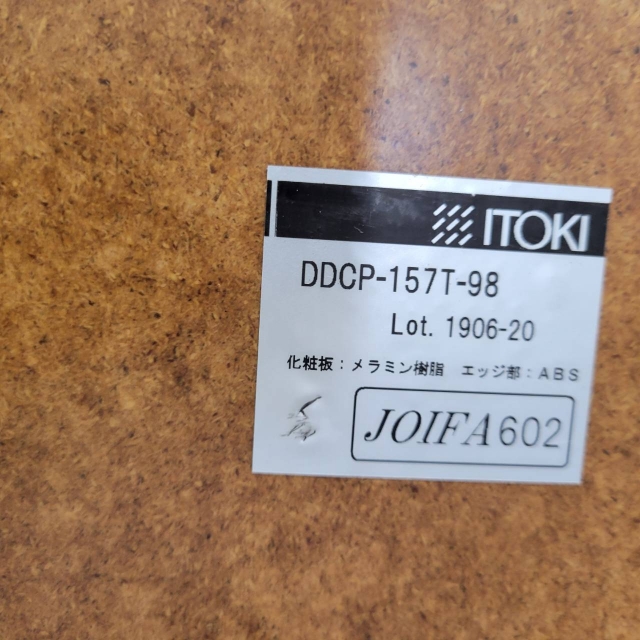 ITOKI
DDCP-157T-98
Lot. 1906-20
化粧板：メラミン樹脂 エッジ部：ABS
JOIFA602